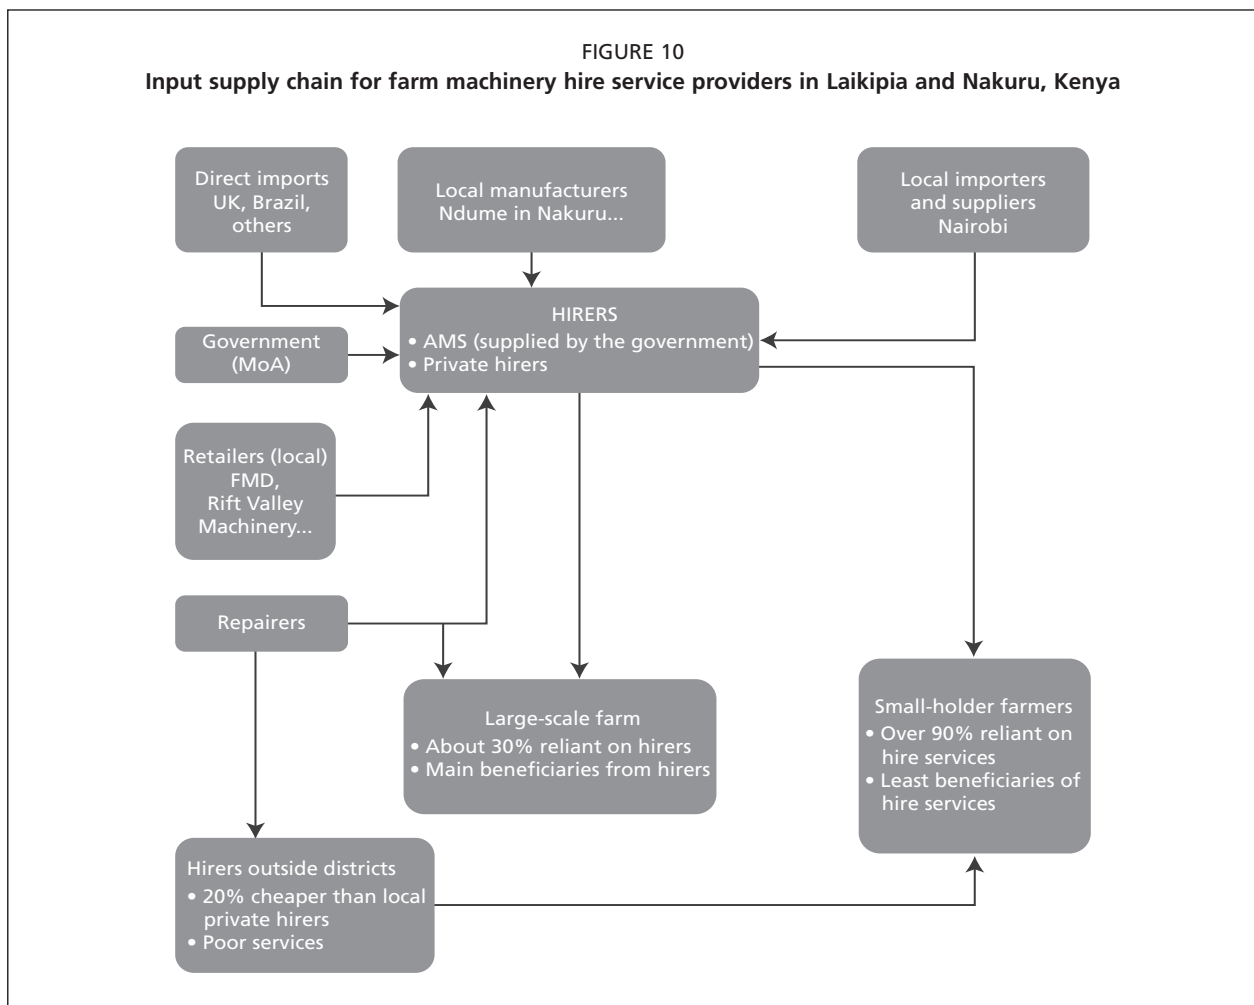 FIGURE 10
Input supply chain for farm machinery hire service providers in Laikipia and Nakuru, Kenya
Direct imports
UK, Brazil,
others
Local manufacturers
Ndume in Nakuru...
Local importers
and suppliers
Nairobi
HIRERS
• AMS (supplied by the government)
• Private hirers
Government
(MoA)
Retailers (local)
FMD,
Rift Valley
Machinery...
Repairers
Large-scale farm
• About 30% reliant on hirers
• Main beneficiaries from hirers
Small-holder farmers
• Over 90% reliant on
hire services
• Least beneficiaries of
hire services
Hirers outside districts
• 20% cheaper than local
private hirers
• Poor services